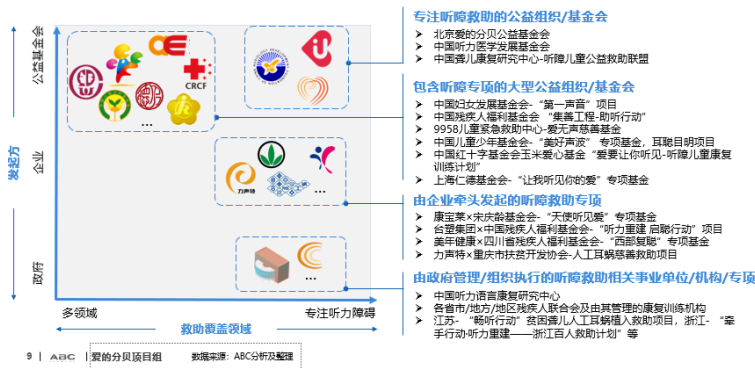 专注听障救助的公益组织/基金会
北京爱的分贝公益基金会
中国听力医学发展基金会
中国聋儿康复研究中心-听障儿童公益救助联盟
包含听障专项的大型公益组织/基金会
中国妇女发展基金会-“第一声音”项目
中国残疾人福利基金会 “集善工程-助听行动”
9958儿童紧急救助中心-爱无声慈善基金
中国儿童少年基金会-“美好声波” 专项基金，耳聪目明项目
中国红十字基金会玉米爱心基金“爱要让你听见-听障儿童康复
训练计划”
上海仁德基金会-“让我听见你的爱”专项基金
由企业牵头发起的听障救助专项
康宝莱×宋庆龄基金会-“天使听见爱”专项基金
台塑集团×中国残疾人福利基金会-“听力重建 启聪行动”项目
美年健康×四川省残疾人福利基金会-“西部复聪”专项基金
力声特×重庆市扶贫开发协会-人工耳蜗慈善救助项目
由政府管理/组织执行的听障救助相关事业单位/机构/专项
中国听力语言康复研究中心
各省市/地方/地区残疾人联合会及由其管理的康复训练机构
江苏- “畅听行动”贫困聋儿人工耳蜗植入救助项目，浙江- “牵
手行动-听力重建——浙江百人救助计划”等
发起方
公益基金会
企业
政府
CRCF
...
力声特
...
...
多领域
专注听力障碍
救助覆盖领域
9 | ABC | 爱的分贝项目组
数据来源：ABC分析及整理